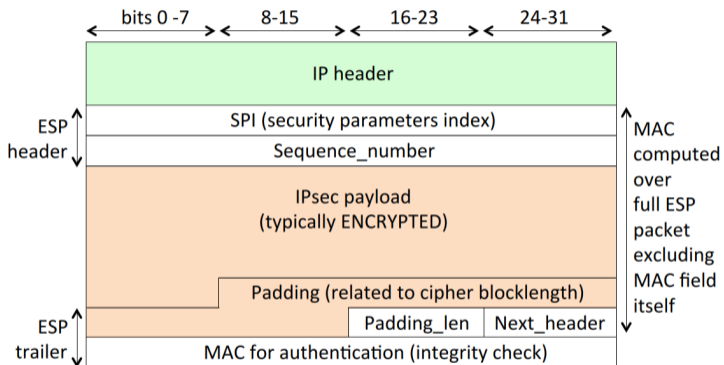 bits 0 -7 8-15 16-23 24-31
IP header
ESP
header
SPI (security parameters index)
Sequence_number
IPsec payload
(typically ENCRYPTED)
Padding (related to cipher blocklength)
ESP
trailer
Padding_len Next_header
MAC for authentication (integrity check)
MAC
computed
over
full ESP
packet
excluding
MAC field
itself